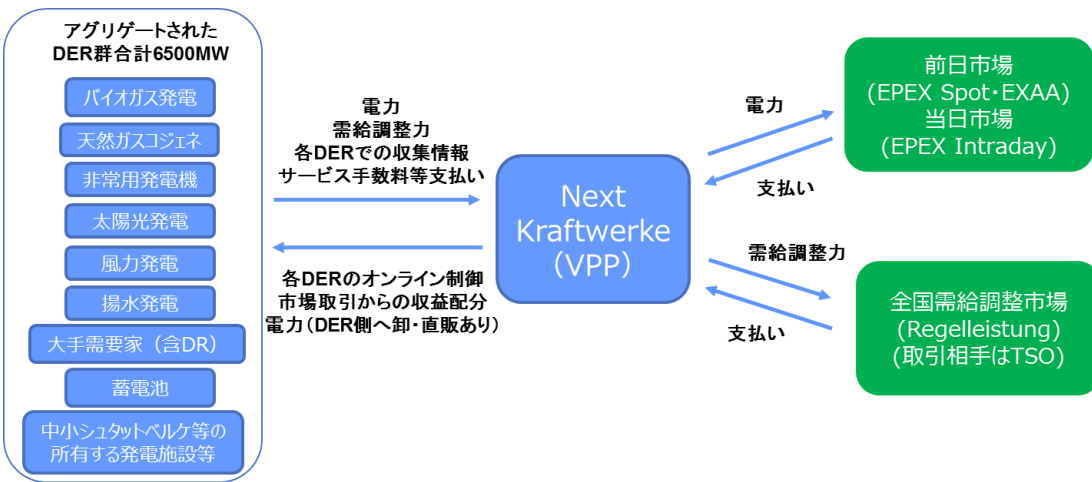 アグリゲートされた
DER群合計6500MW
バイオガス発電
天然ガスコジェネ
非常用発電機
太陽光発電
風力発電
揚水発電
大手需要家（含DR）
蓄電池
中小シュタットベルケ等の
所有する発電施設等
電力
需給調整力
各DERでの収集情報
サービス手数料等支払い
各DERのオンライン制御
市場取引からの収益配分
電力（DER側へ卸・直販あり）
Next
Kraftwerke
（VPP）
電力
支払い
需給調整力
支払い
前日市場
(EPEX Spot・EXAA)
当日市場
(EPEX Intraday)
全国需給調整市場
(Regelleistung)
(取引相手はTSO)